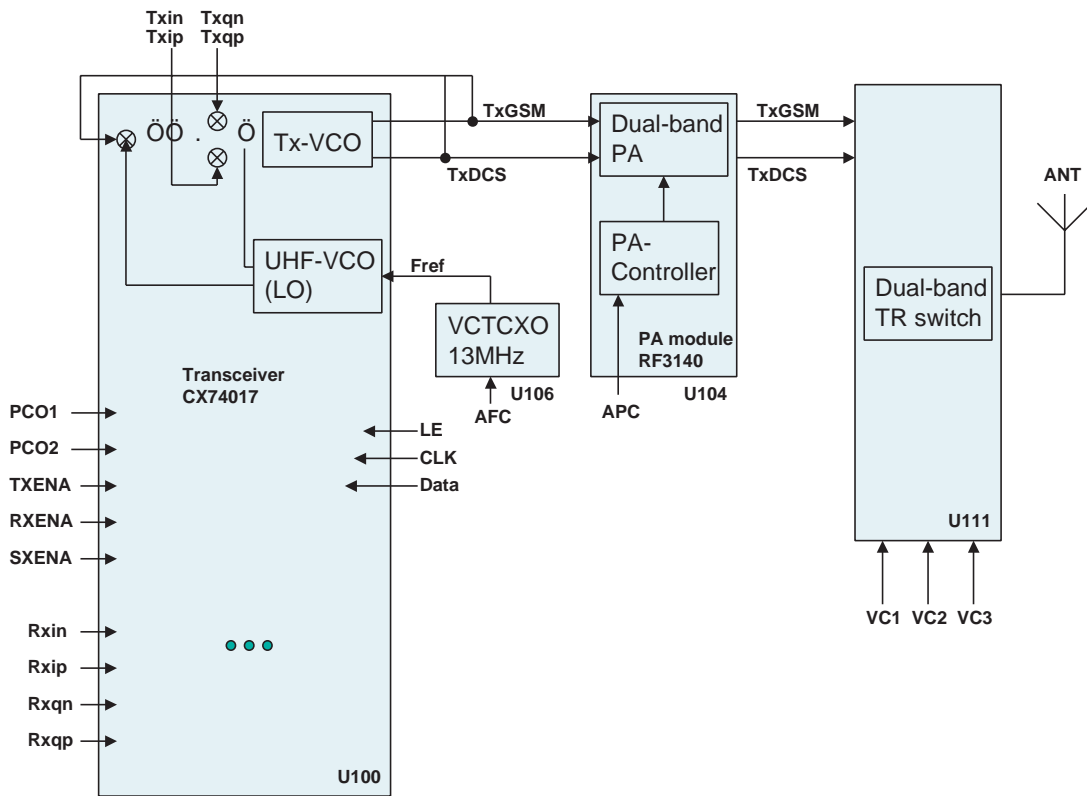 Txin
Txip
Txqn
Txqp
ÖÖ . Ö
Tx-VCO
TxGSM
TxDCS
Dual-band
PA
TxGSM
TxDCS
ANT
UHF-VCO
(LO)
Fref
PA-
Controller
Dual-band
TR switch
VCTCXO
13MHz
U106
AFC
PA module
RF3140
U104
APC
Transceiver
CX74017
PCO1
PCO2
TXENA
RXENA
SXENA
LE
CLK
Data
U111
VC1
VC2
VC3
Rxin
Rxip
Rxqn
Rxqp
U100